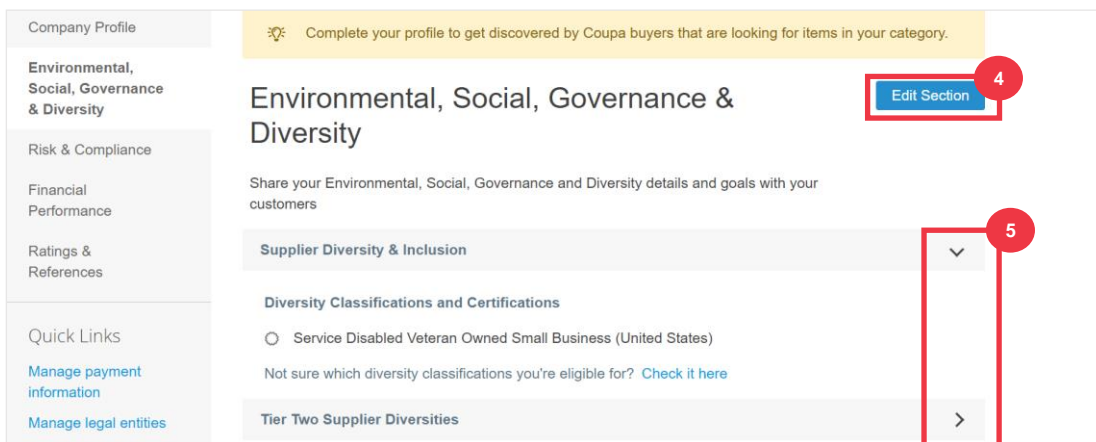 Company Profile
Environmental,
Social, Governance
& Diversity
Risk & Compliance
Financial
Performance
Ratings &
References
Quick Links
Manage payment
information
Manage legal entities
Complete your profile to get discovered by Coupa buyers that are looking for items in your category.
Environmental, Social, Governance &
Diversity
Edit Section
4
Share your Environmental, Social, Governance and Diversity details and goals with your
customers
5
Supplier Diversity & Inclusion
Diversity Classifications and Certifications
Service Disabled Veteran Owned Small Business (United States)
Not sure which diversity classifications you're eligible for? Check it here
Tier Two Supplier Diversities